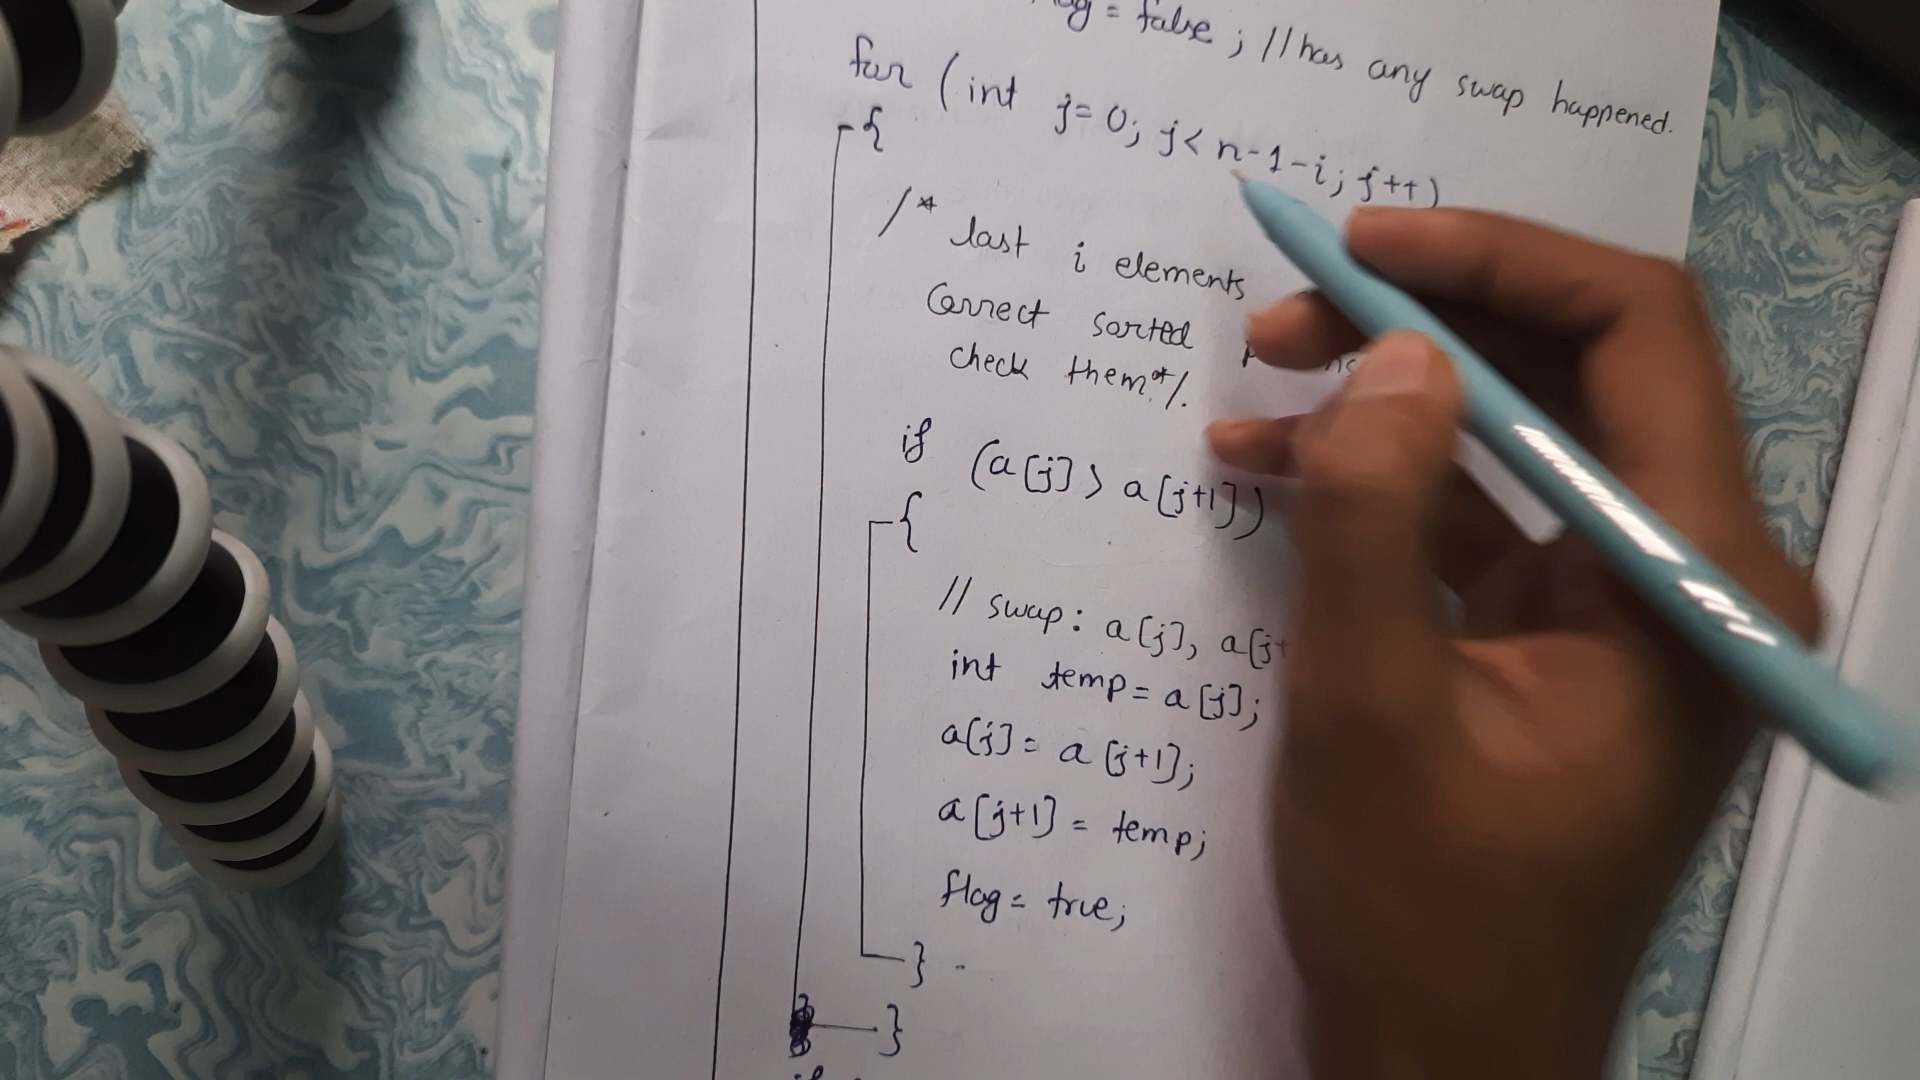 = false ; // has any swap happened.
for (int j=0; j<n-1-i; j++)
{
/* last i elements
Correct sorted
check them */.
if (a[j] > a[j+1])
{
// swap: a[j], a[j+
int temp = a[j];
a[j] = a[j+1];
a[j+1] = temp;
flag = true;
}
}